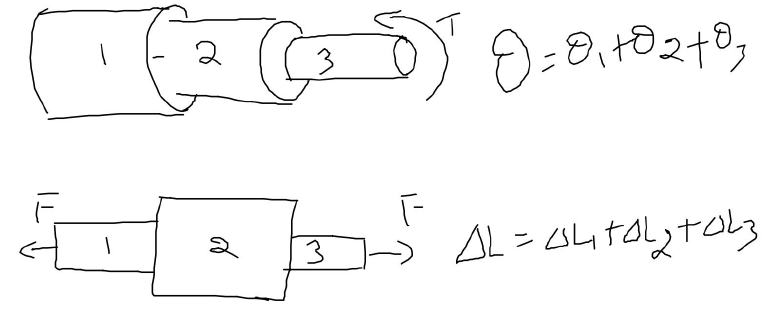 1 2 3 T θ = θ1 + θ2 + θ3
F 1 2 3 F ΔL = ΔL1 + ΔL2 + ΔL3